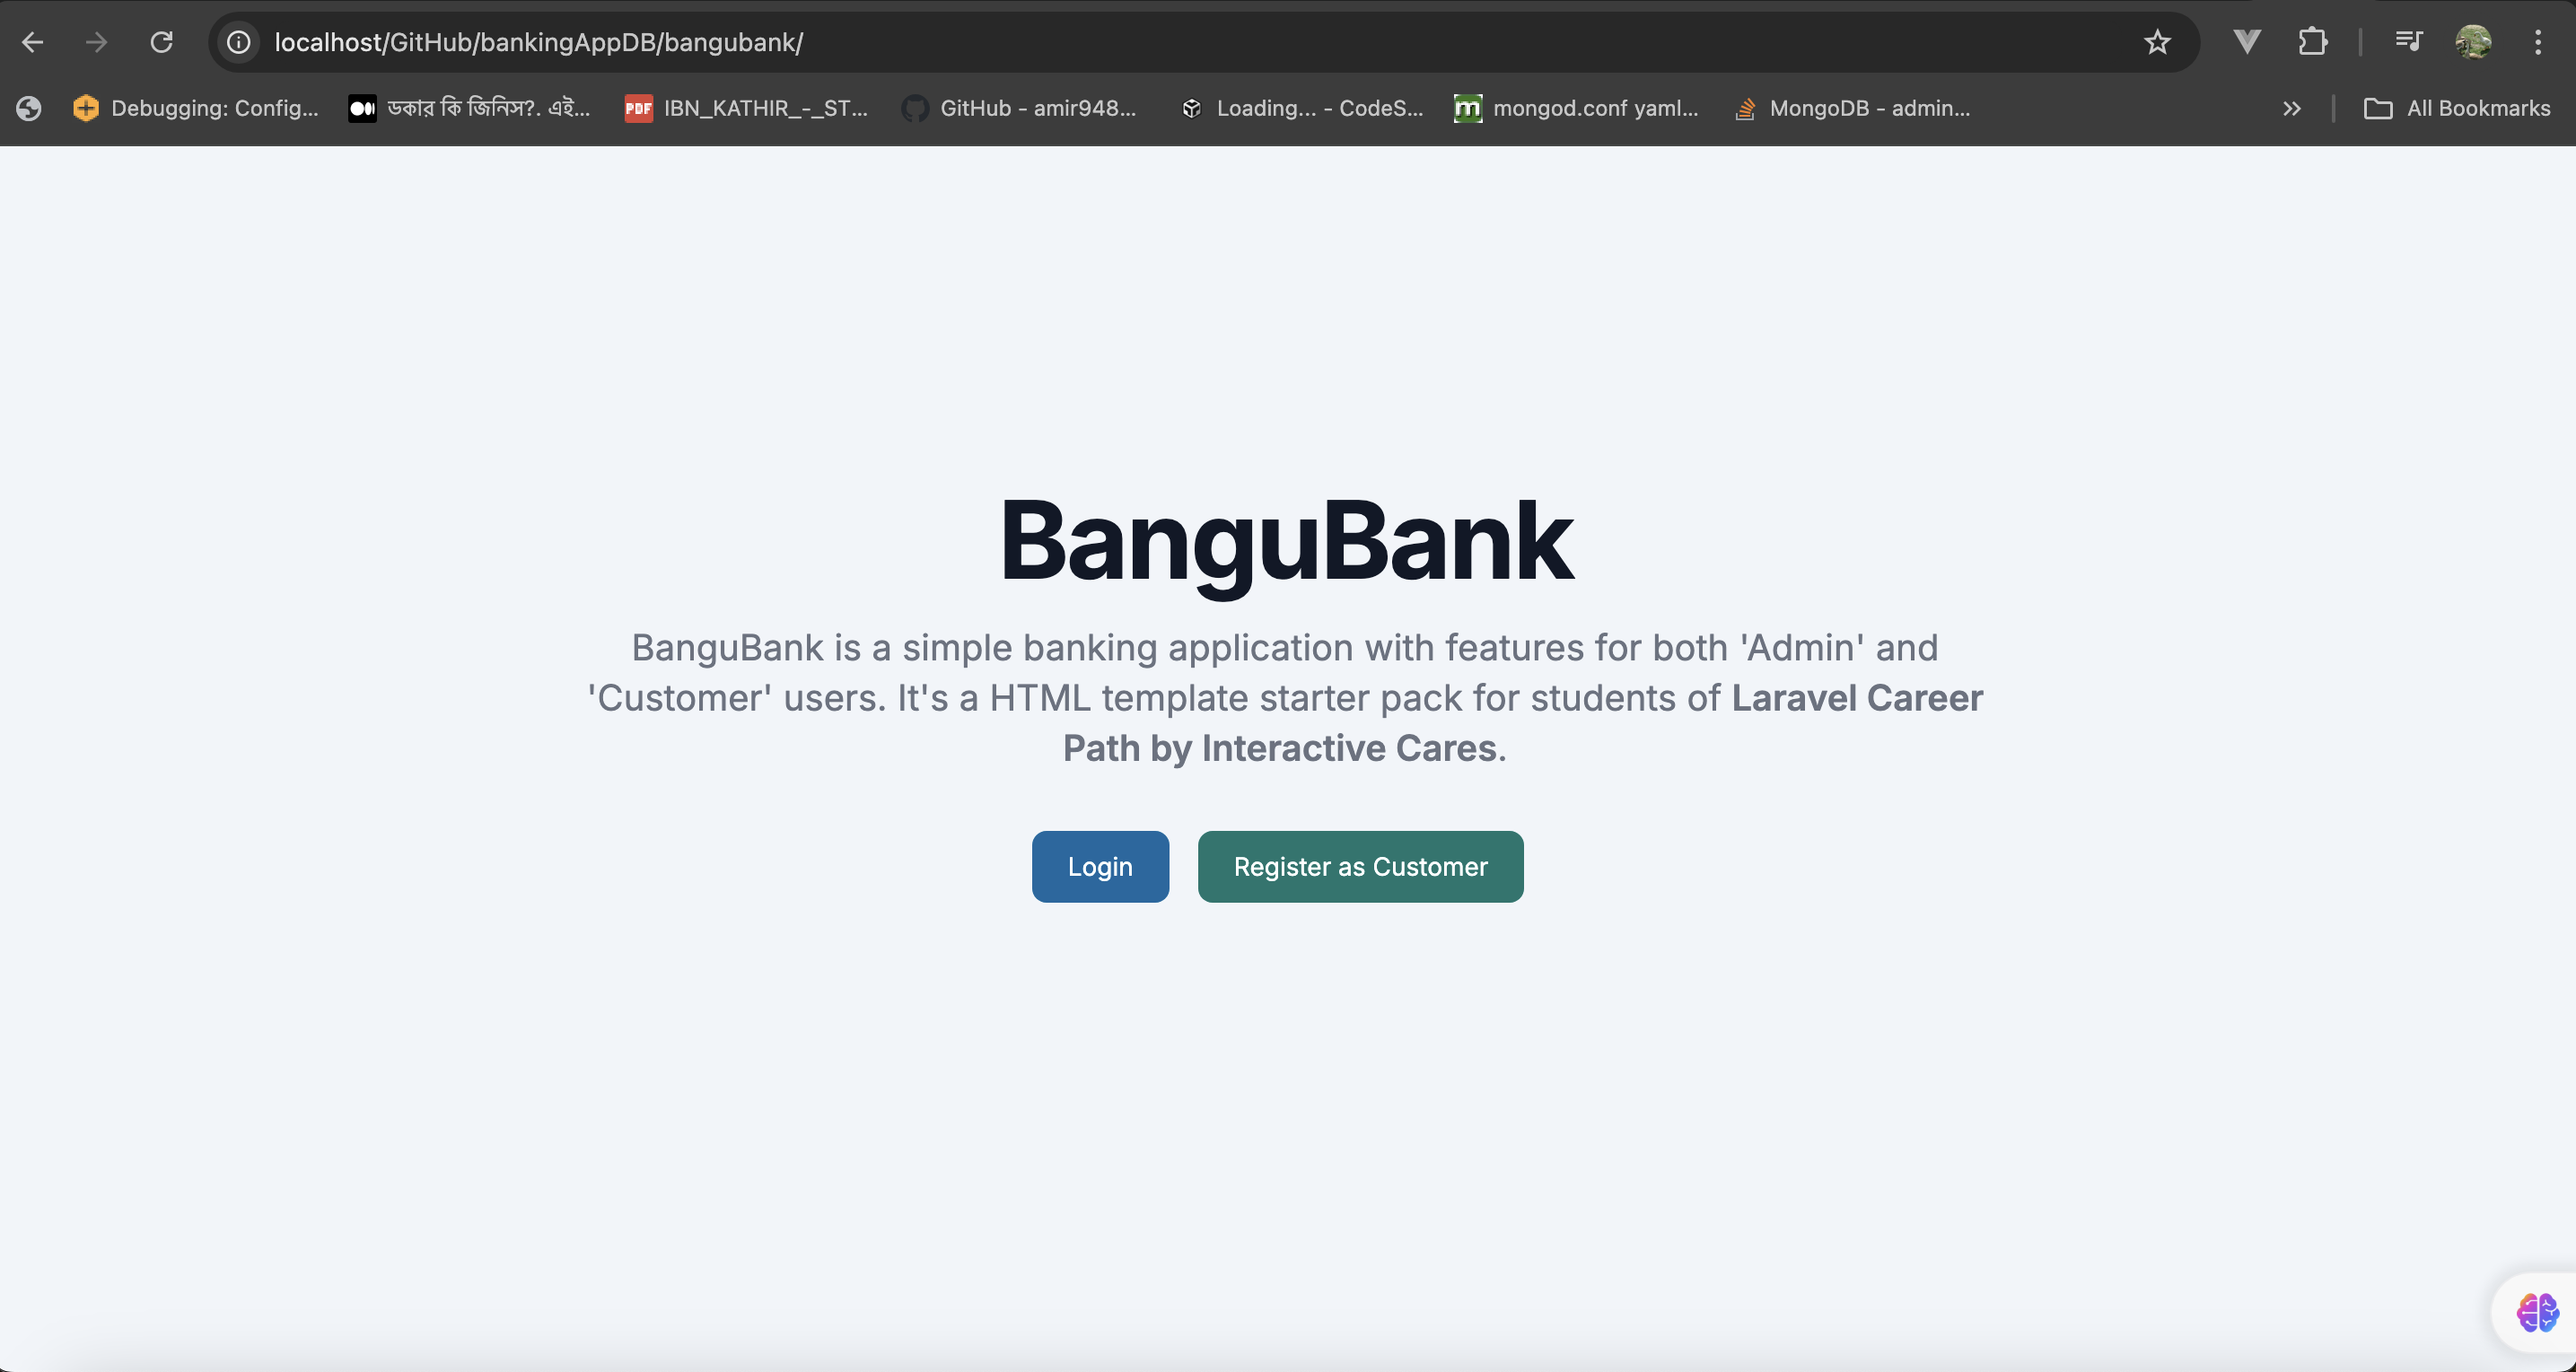 localhost/GitHub/bankingAppDB/bangubank/
Debugging: Config...
ডকার কি জিনিস?. এই...
PDF
IBN_KATHIR_-_ST...
GitHub - amir948...
Loading... - CodeS...
m
mongod.conf yaml...
MongoDB - admin...
All Bookmarks
BanguBank
BanguBank is a simple banking application with features for both 'Admin' and
'Customer' users. It's a HTML template starter pack for students of Laravel Career
Path by Interactive Cares.
Login
Register as Customer